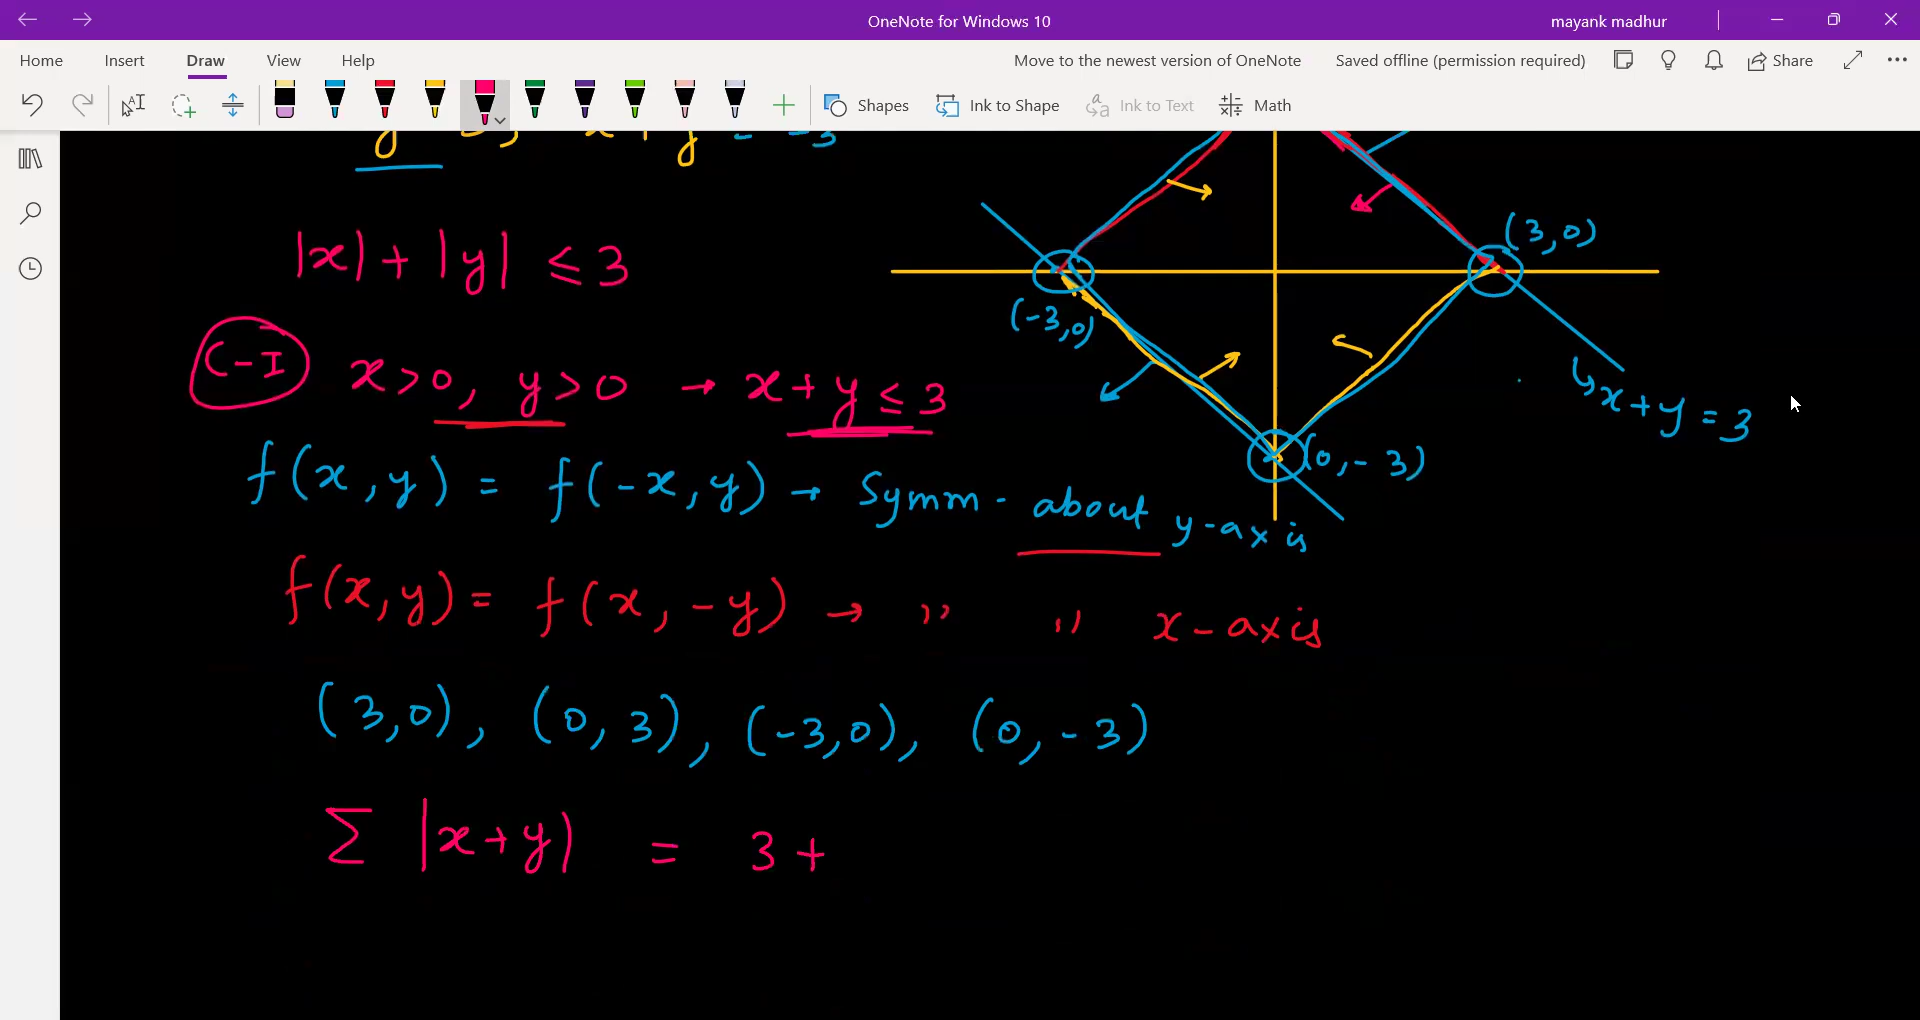 OneNote for Windows 10
mayank madhur
Home Insert Draw View Help
Move to the newest version of OneNote Saved offline (permission required) Share
Shapes Ink to Shape Ink to Text Math
|x| + |y| ≤ 3
C-I x > 0, y > 0 → x + y ≤ 3
f(x, y) = f(-x, y) → Symm. about y-axis
f(x, y) = f(x, -y) → " " x-axis
(3,0), (0, 3), (-3,0), (0, -3)
Σ |x+y| = 3 +
(3,0)
(-3,0)
(0, -3)
↳ x + y = 3